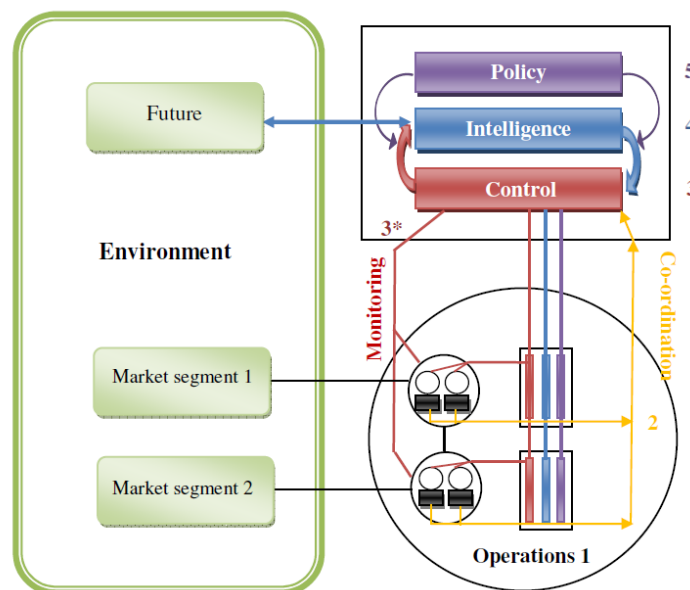 Policy
5
Future
Intelligence
4
Control
3
3*
Environment
Monitoring
Co-ordination
Market segment 1
2
Market segment 2
Operations 1